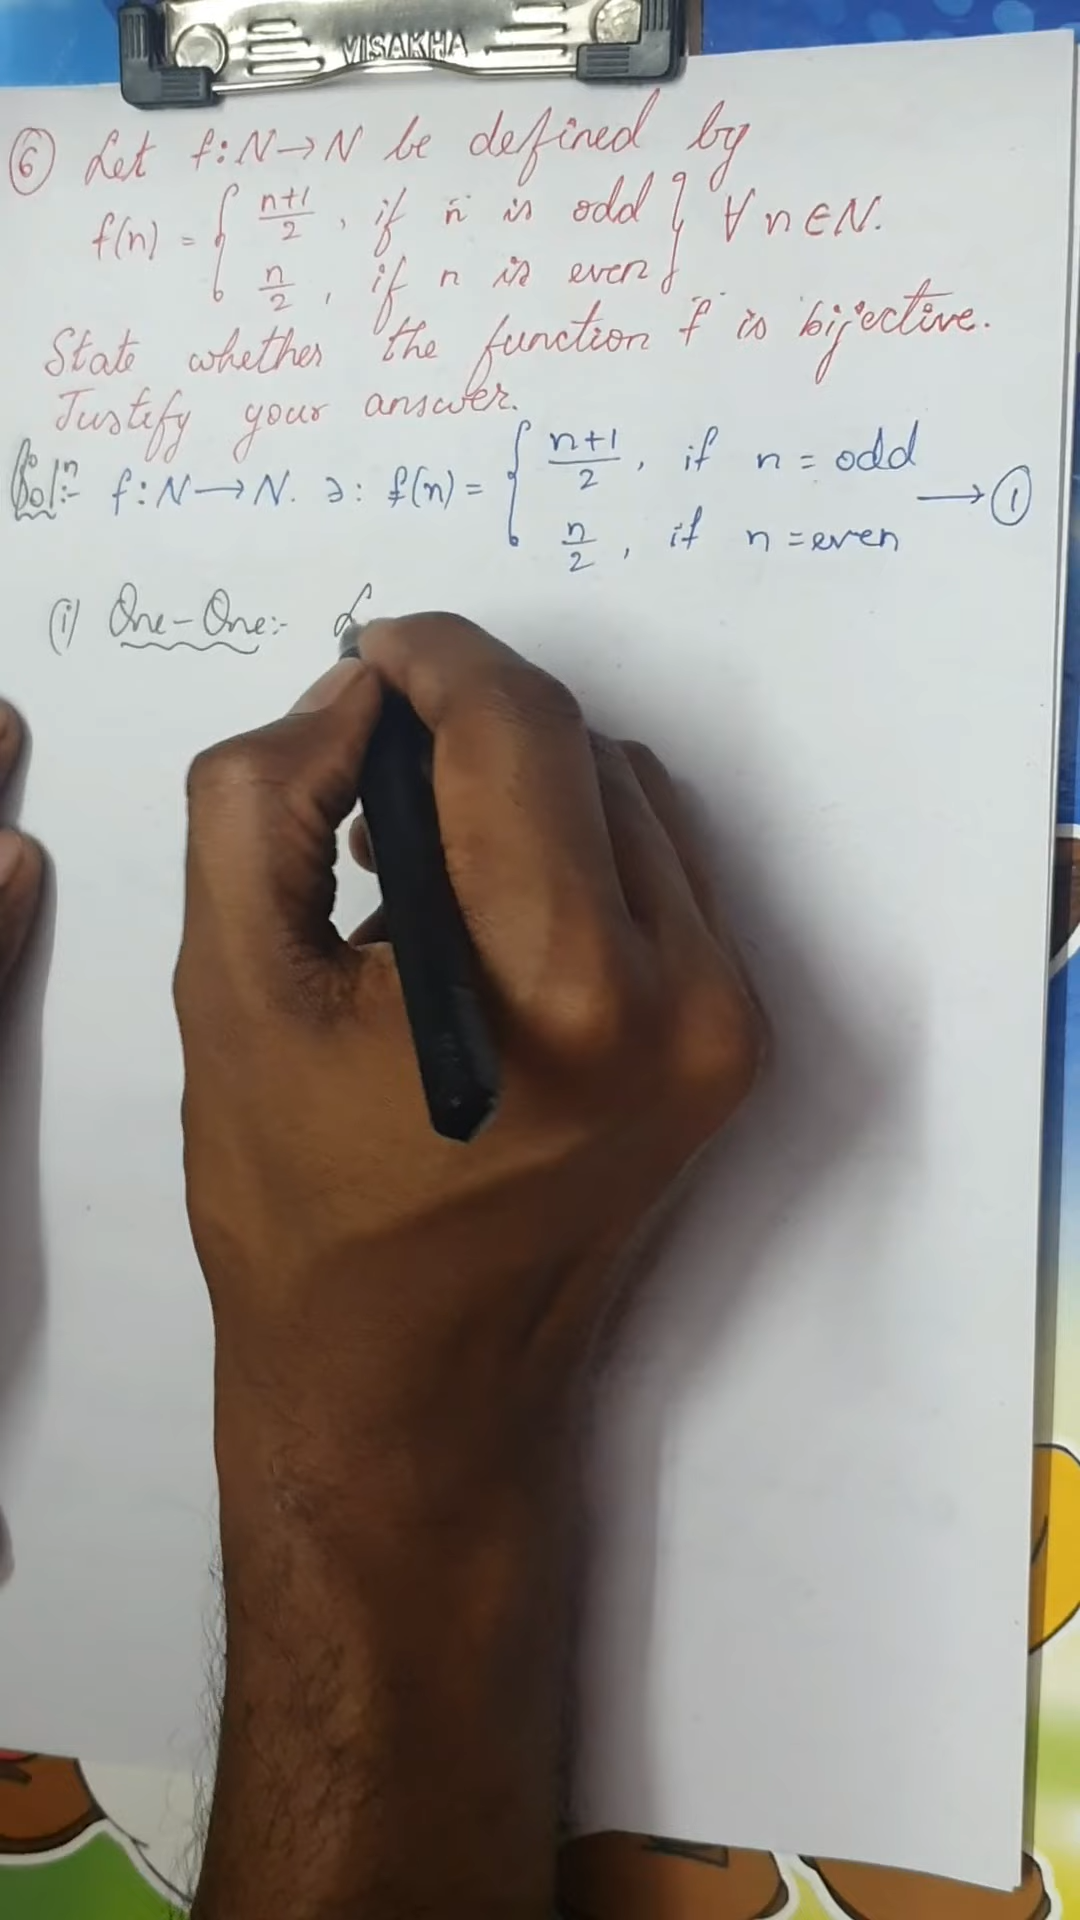 VISAKHA
⑥ Let f:N→N be defined by
f(n) = { n+1/2, if n is odd
n/2, if n is even } ∀ n∈N.
State whether the function f is bijective.
Justify your answer.
Solⁿ:- f:N→N. ∋: f(n) = { n+1/2, if n = odd
n/2, if n = even ⟶ ①
(i) One-One:- L